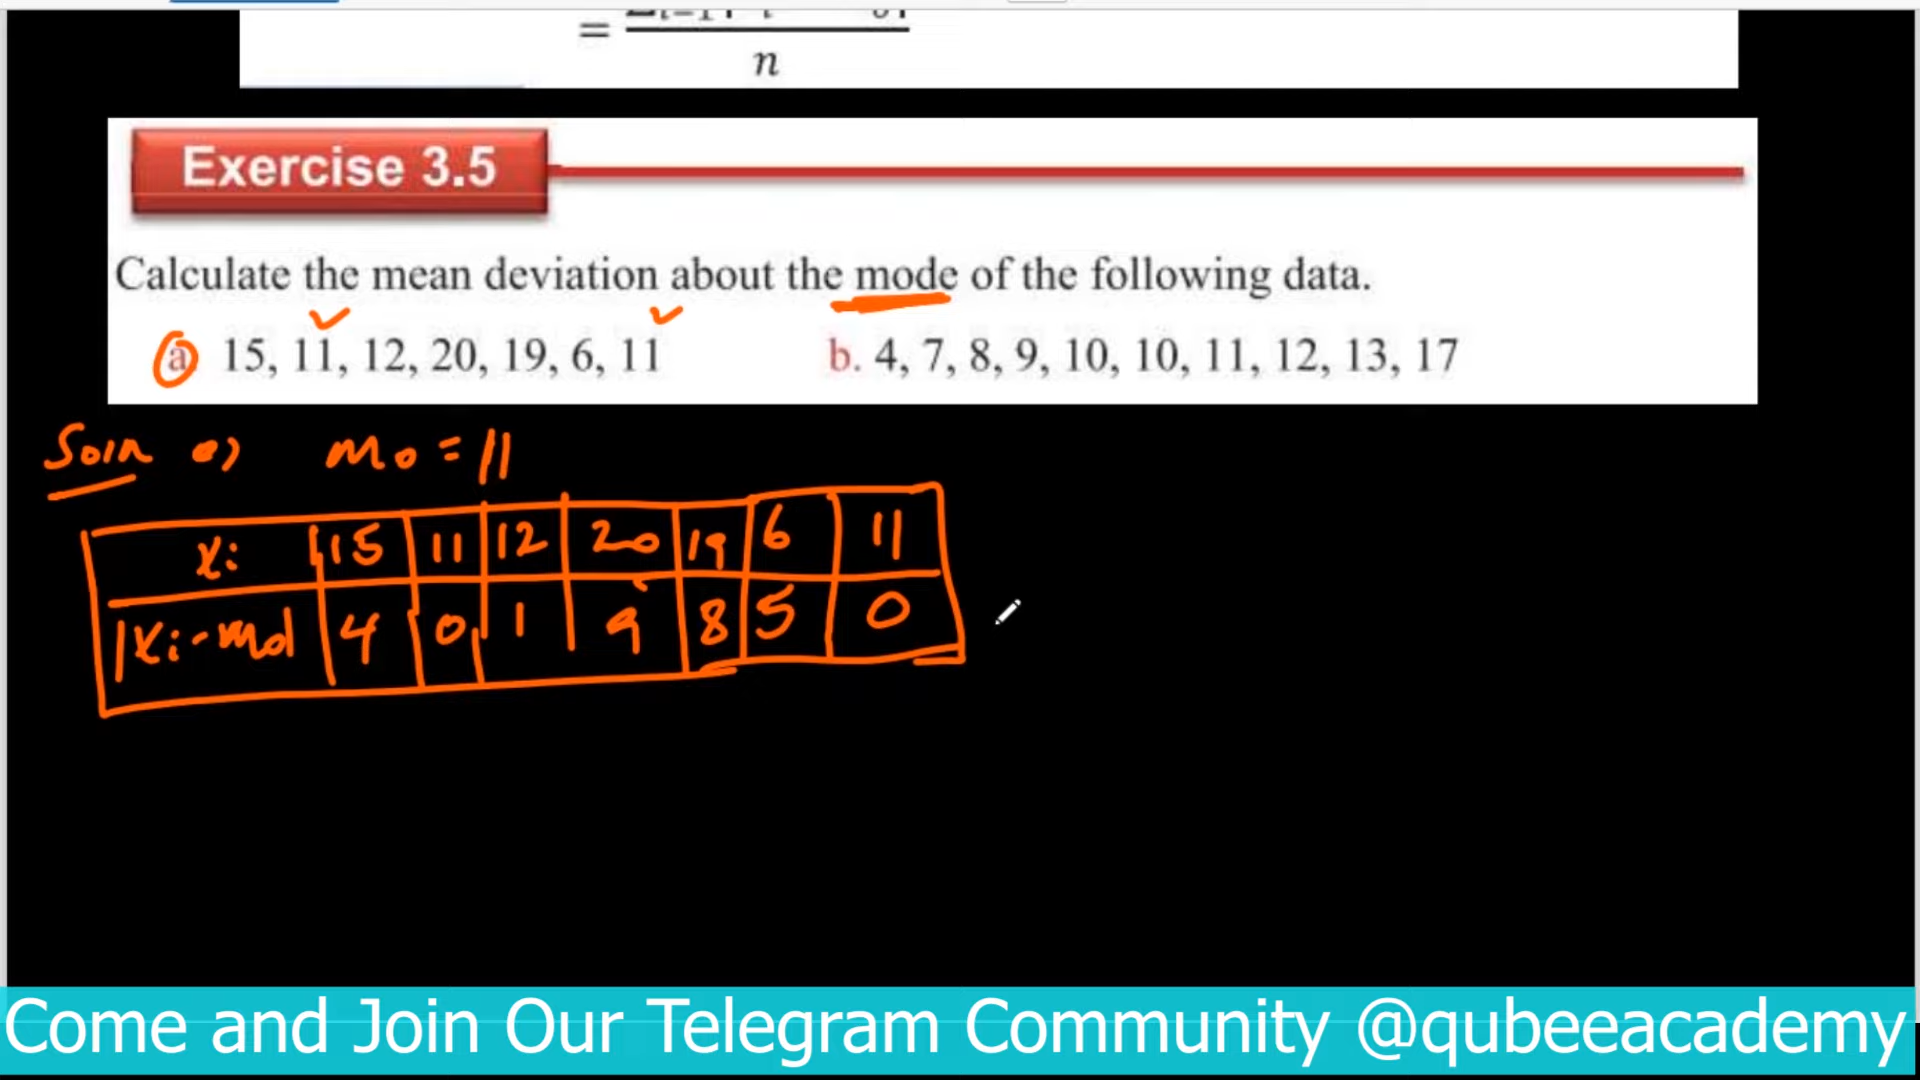 =
n
Exercise 3.5
Calculate the mean deviation about the mode of the following data.
a 15, 11, 12, 20, 19, 6, 11 b. 4, 7, 8, 9, 10, 10, 11, 12, 13, 17
Soln a) mo = 11
xi 15 11 12 20 19 6 11
|xi - mo| 4 0 1 9 8 5 0
Come and Join Our Telegram Community @qubeeacademy